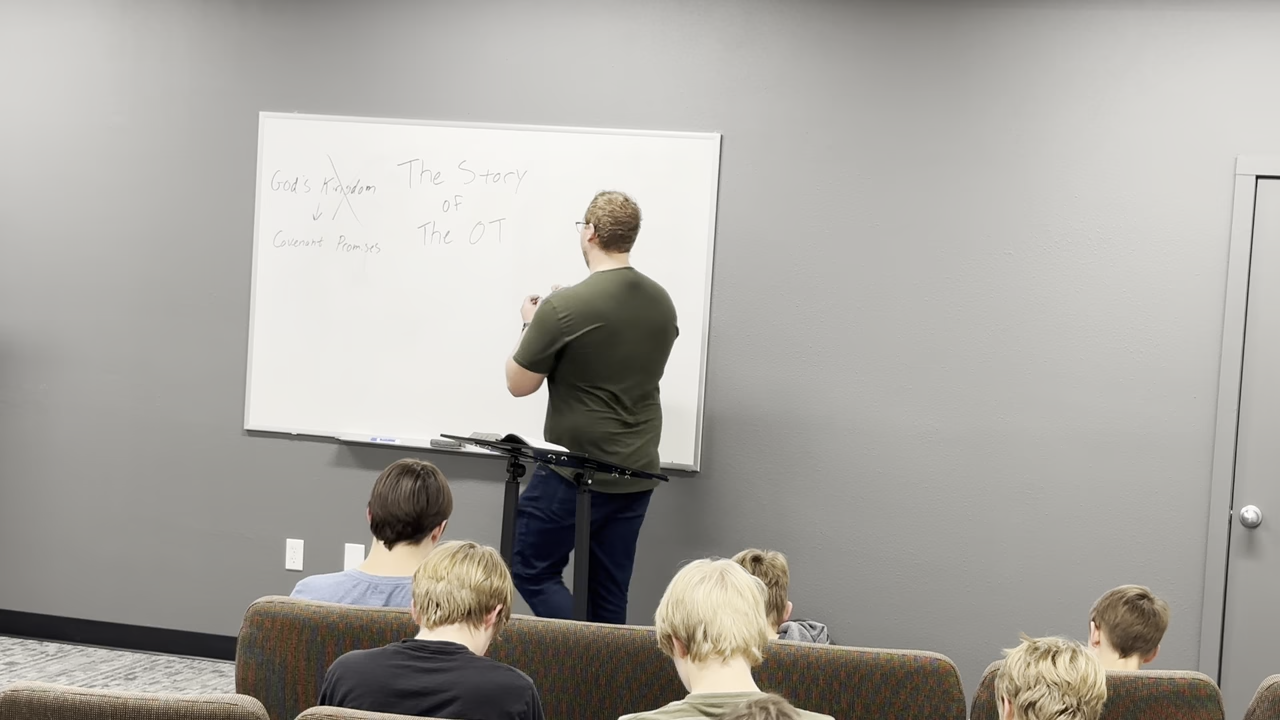 God's Kingdom
Covenant Promises
The Story
of
The OT